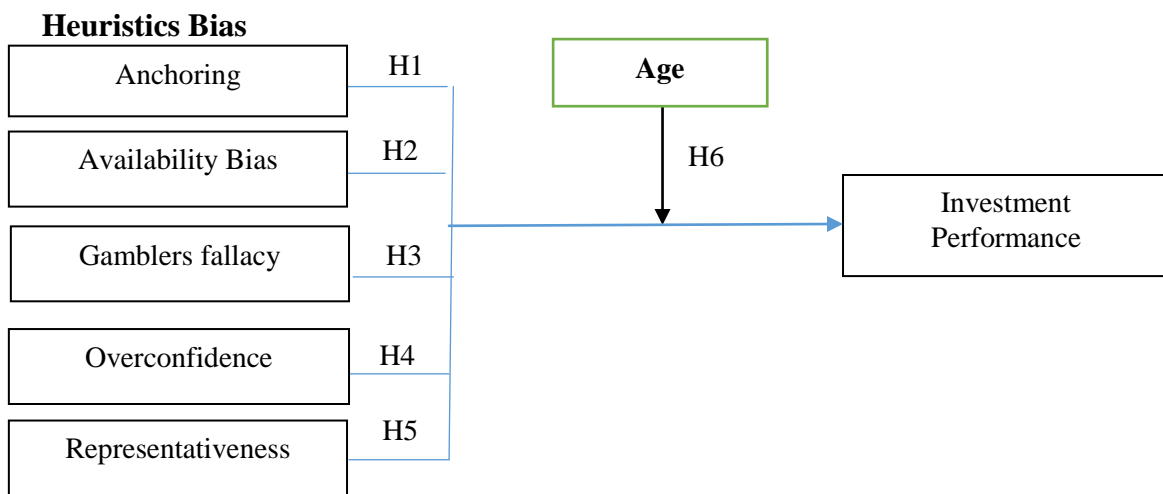 Heuristics Bias
Anchoring
H1
Availability Bias
H2
Gamblers fallacy
H3
Overconfidence
H4
Representativeness
H5
Age
H6
Investment
Performance